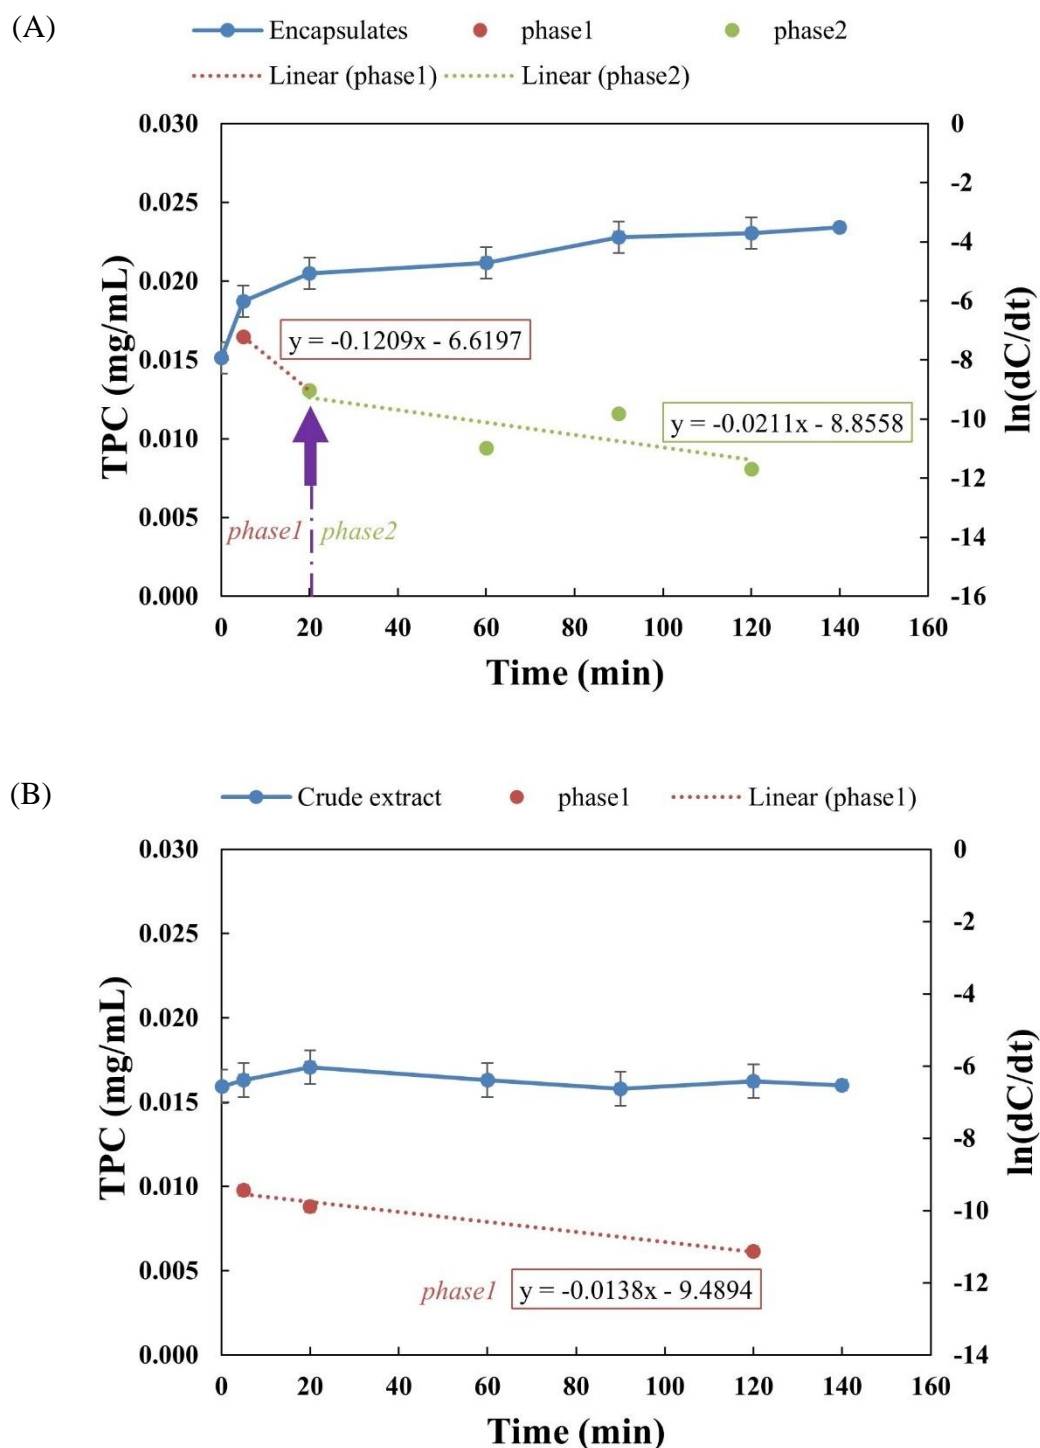 (A)
Encapsulates phase1 phase2
Linear (phase1) Linear (phase2)
0.030 0
0.025 -2
-4
0.020 -6
y = -0.1209x - 6.6197
0.015 -8
0.010 -10
y = -0.0211x - 8.8558
-12
0.005 phase1 phase2 -14
0.000 -16
TPC (mg/mL)
ln(dC/dt)
0 20 40 60 80 100 120 140 160
Time (min)
(B)
Crude extract phase1 Linear (phase1)
0.030 0
0.025 -2
0.020 -4
0.015 -6
-8
0.010 -10
0.005 -12
phase1 y = -0.0138x - 9.4894
0.000 -14
TPC (mg/mL)
ln(dC/dt)
0 20 40 60 80 100 120 140 160
Time (min)